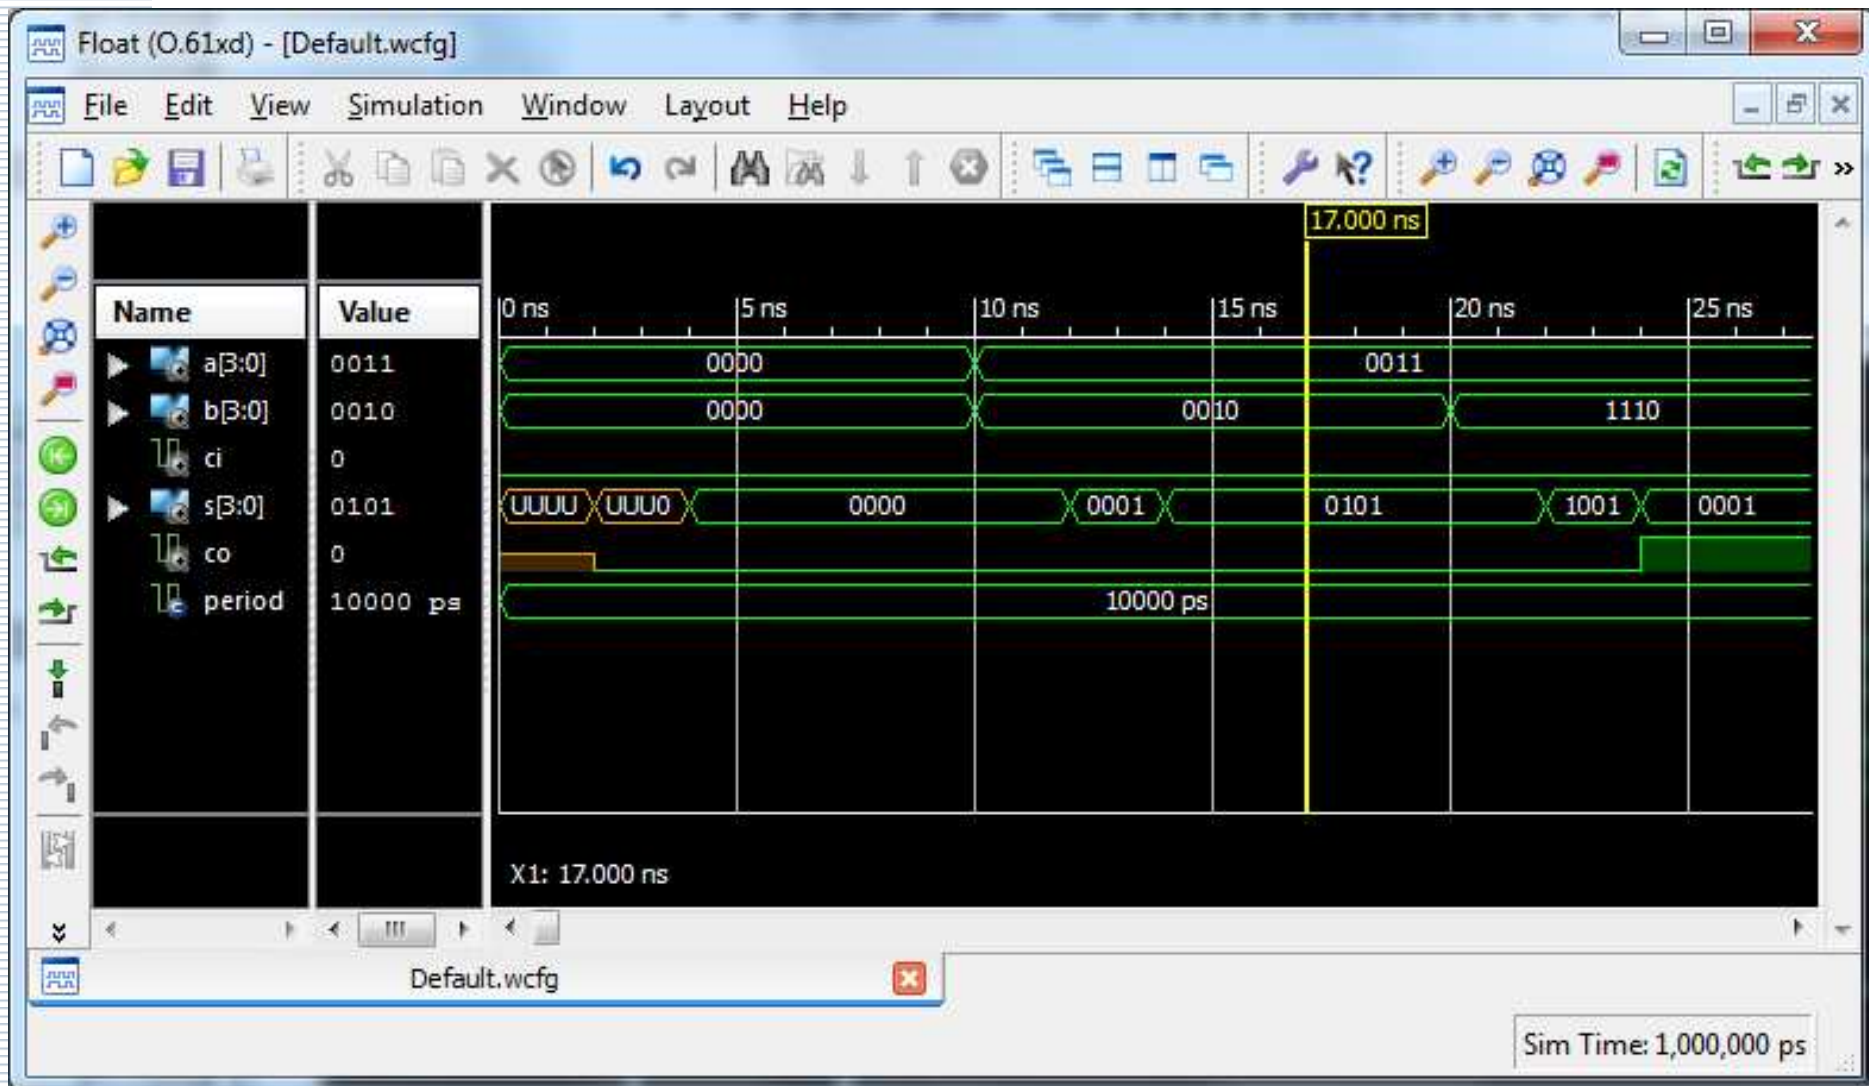 Float (O.61xd) - [Default.wcfg]
File Edit View Simulation Window Layout Help
17.000 ns
Name Value 0 ns 5 ns 10 ns 15 ns 20 ns 25 ns
a[3:0] 0011 0000 0011
b[3:0] 0010 0000 0010 1110
ci 0
s[3:0] 0101 UUUU UUU0 0000 0001 0101 1001 0001
co 0
period 10000 ps 10000 ps
X1: 17.000 ns
Default.wcfg
Sim Time: 1,000,000 ps